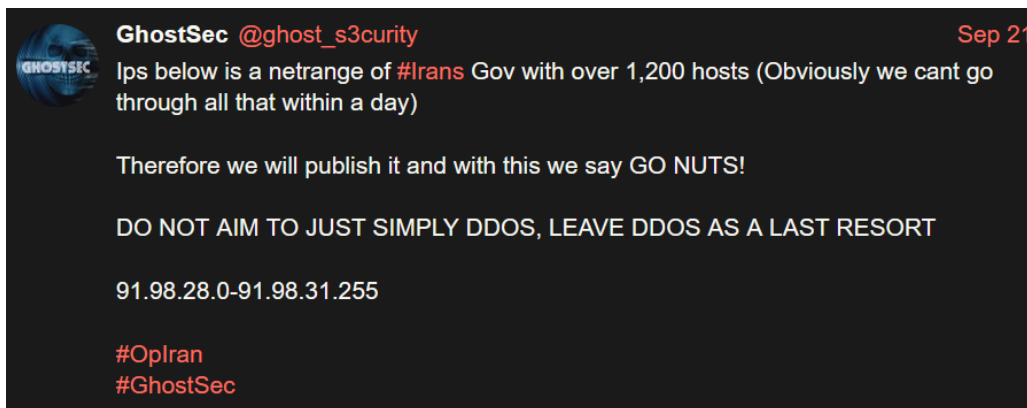 GHOSTSEC
GhostSec @ghost_s3curity Sep 21
Ips below is a netrange of #Irans Gov with over 1,200 hosts (Obviously we cant go
through all that within a day)
Therefore we will publish it and with this we say GO NUTS!
DO NOT AIM TO JUST SIMPLY DDOS, LEAVE DDOS AS A LAST RESORT
91.98.28.0-91.98.31.255
#OpIran
#GhostSec